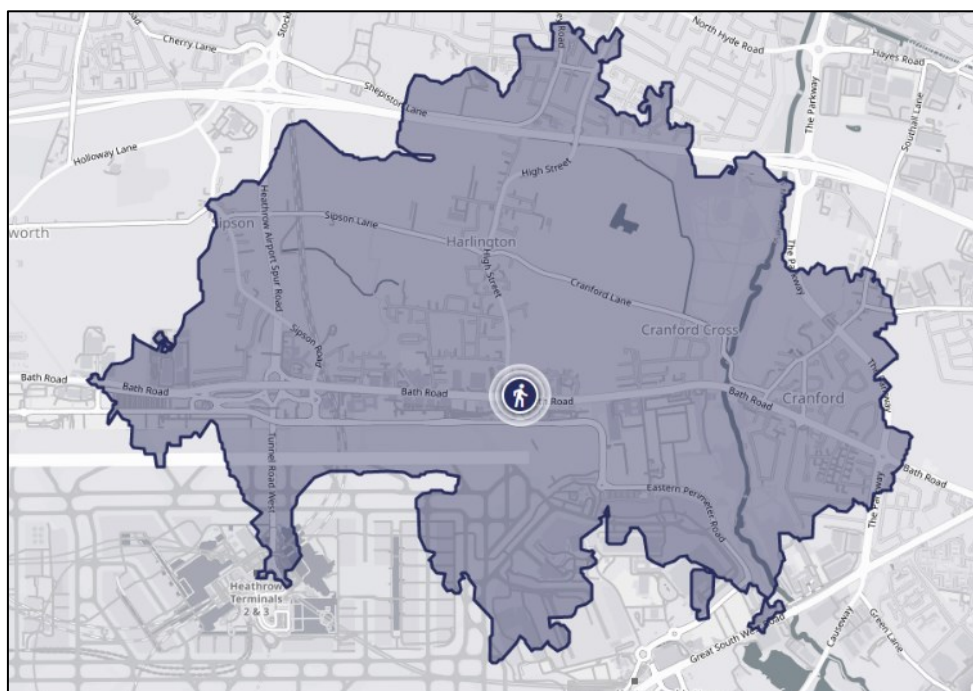 Cherry Lane
North Hyde Road
Hayes Road
The Parkway
Southall Lane
Shepiston Lane
Holloway Lane
High Street
Sipson
Sipson Lane
Heathrow Airport Spur Road
Harlington
High Street
Cranford Lane
The Parkway
Cranford Cross
Sipson Road
Bath Road
Bath Road
Bath Road
Bath Road
Cranford
The Parkway
Bath Road
Tunnel Road West
Eastern Perimeter Road
The Parkway
Heathrow
Terminals
2 & 3
Great South West Road
Causeway
Green Lane